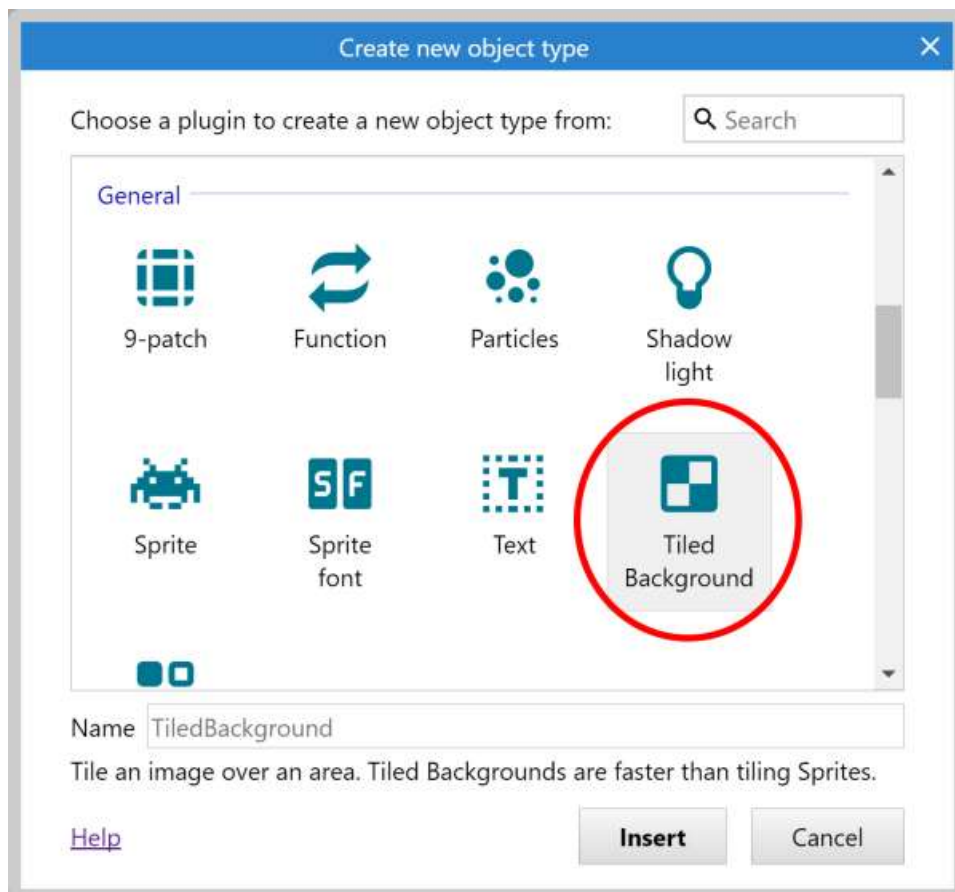 Create new object type
Choose a plugin to create a new object type from:
Search
General
9-patch
Function
Particles
Shadow
light
Sprite
Sprite
font
Text
Tiled
Background
Name
TiledBackground
Tile an image over an area. Tiled Backgrounds are faster than tiling Sprites.
Help
Insert
Cancel